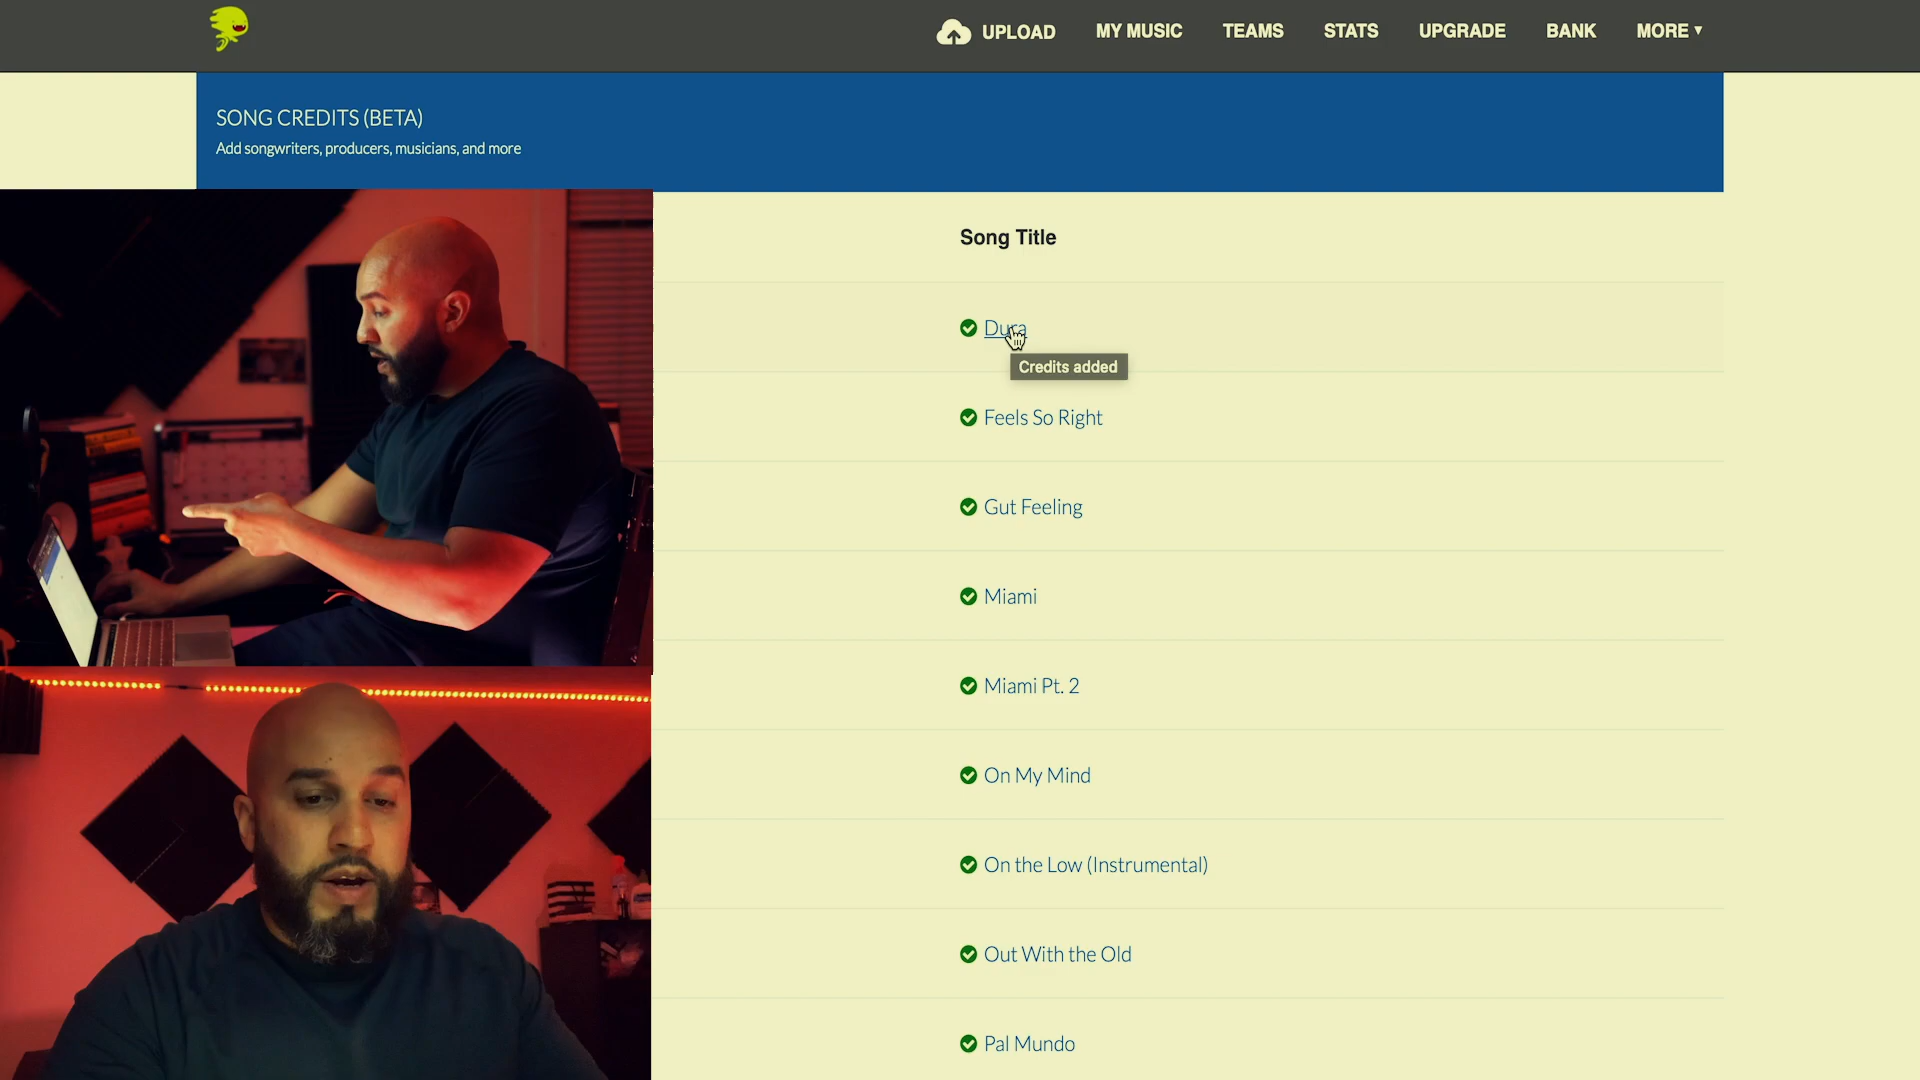 UPLOAD
MY MUSIC
TEAMS
STATS
UPGRADE
BANK
MORE ▾
SONG CREDITS (BETA)
Add songwriters, producers, musicians, and more
Song Title
Dura
Credits added
Feels So Right
Gut Feeling
Miami
Miami Pt. 2
On My Mind
On the Low (Instrumental)
Out With the Old
Pal Mundo